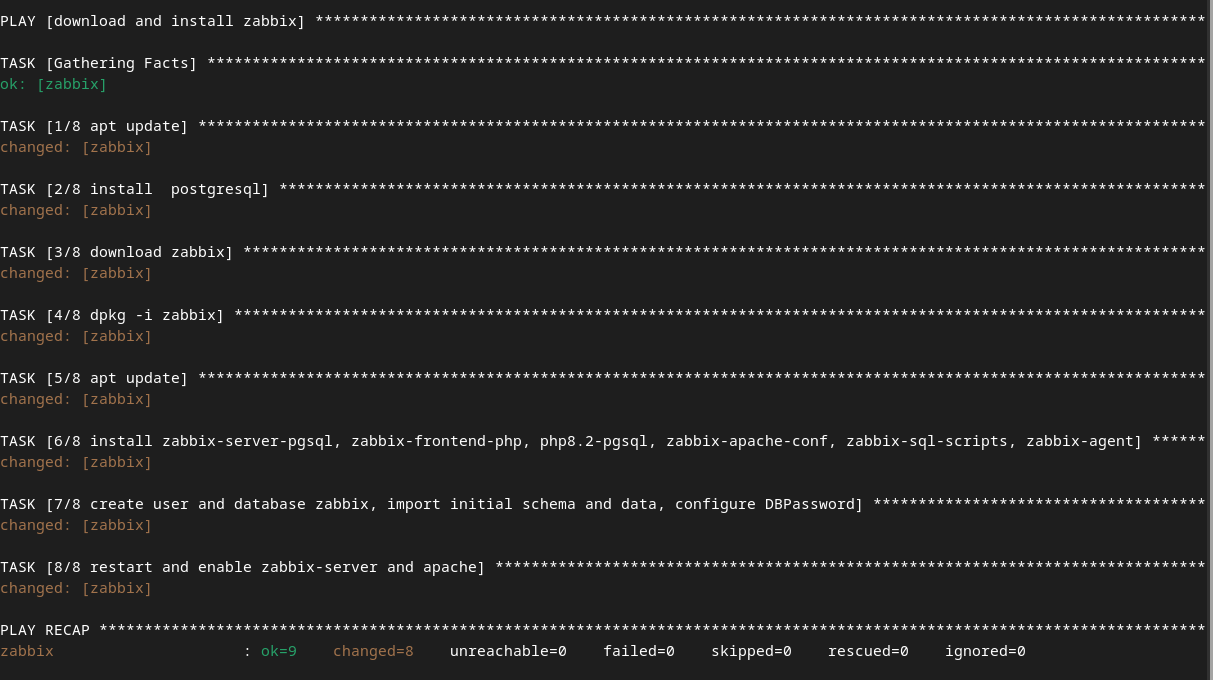 PLAY [download and install zabbix] ***************************************************************************************************
TASK [Gathering Facts] ***************************************************************************************************************
ok: [zabbix]
TASK [1/8 apt update] ****************************************************************************************************************
changed: [zabbix]
TASK [2/8 install  postgresql] *******************************************************************************************************
changed: [zabbix]
TASK [3/8 download zabbix] ***********************************************************************************************************
changed: [zabbix]
TASK [4/8 dpkg -i zabbix] ************************************************************************************************************
changed: [zabbix]
TASK [5/8 apt update] ****************************************************************************************************************
changed: [zabbix]
TASK [6/8 install zabbix-server-pgsql, zabbix-frontend-php, php8.2-pgsql, zabbix-apache-conf, zabbix-sql-scripts, zabbix-agent] ******
changed: [zabbix]
TASK [7/8 create user and database zabbix, import initial schema and data, configure DBPassword] *************************************
changed: [zabbix]
TASK [8/8 restart and enable zabbix-server and apache] *******************************************************************************
changed: [zabbix]
PLAY RECAP ***************************************************************************************************************************
zabbix                     : ok=9    changed=8    unreachable=0    failed=0    skipped=0    rescued=0    ignored=0